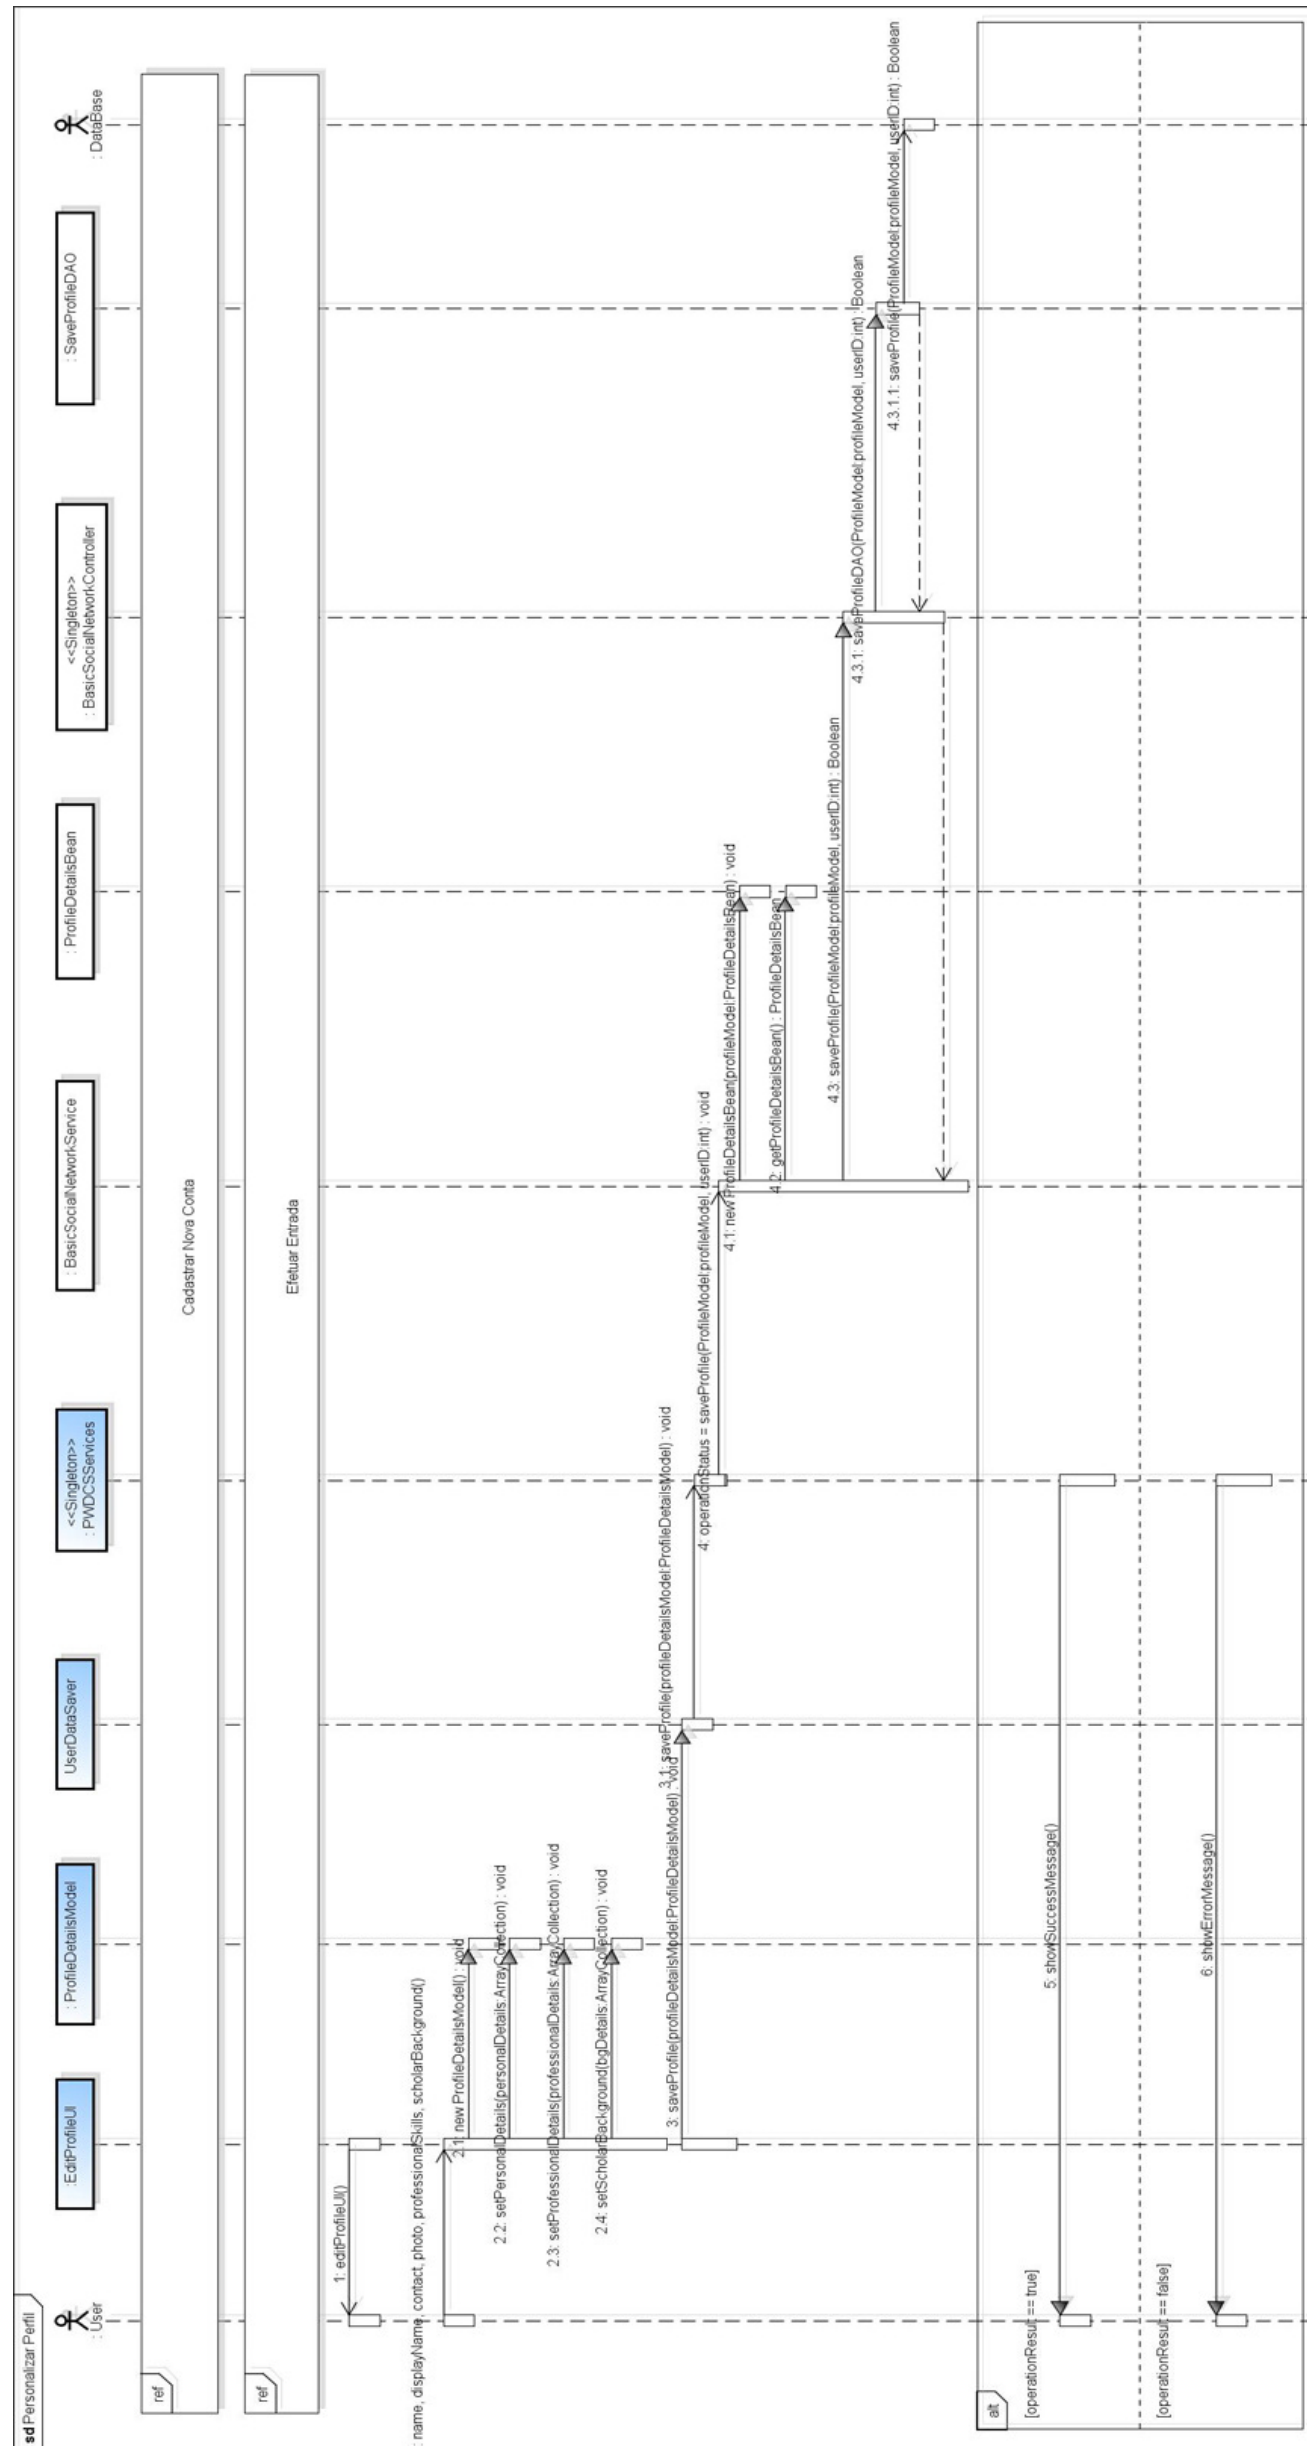 sd Personalizar Perfil
: User
:EditProfileUI
: ProfileDetailsModel
UserDataSaver
<<Singleton>>
: PWDCSServices
: BasicSocialNetworkService
: ProfileDetailsBean
<<Singleton>>
: BasicSocialNetworkController
: SaveProfileDAO
: DataBase
ref
Cadastrar Nova Conta
ref
Efetuar Entrada
1: editProfileUI()
: name, displayName, contact, photo, professionalSkills, scholarBackground()
2.1: new ProfileDetailsModel() : void
2.2: setPersonalDetails(personalDetails:ArrayCollection) : void
2.3: setProfessionalDetails(professionalDetails:ArrayCollection) : void
2.4: setScholarBackground(bgDetails:ArrayCollection) : void
3: saveProfile(profileDetailsModel:ProfileDetailsModel) : void
3.1: saveProfile(profileDetailsModel:ProfileDetailsModel) : void
4: operationStatus = saveProfile(ProfileModel:profileModel, userID:int) : void
4.1: new ProfileDetailsBean(profileModel:ProfileDetailsBean) : void
4.2: getProfileDetailsBean() : ProfileDetailsBean
4.3: saveProfile(ProfileModel:profileModel, userID:int) : Boolean
4.3.1: saveProfileDAO(ProfileModel:profileModel, userID:int) : Boolean
4.3.1.1: saveProfile(ProfileModel:profileModel, userID:int) : Boolean
alt
[operationResult == true]
5: showSuccessMessage()
[operationResult == false]
6: showErrorMessage()